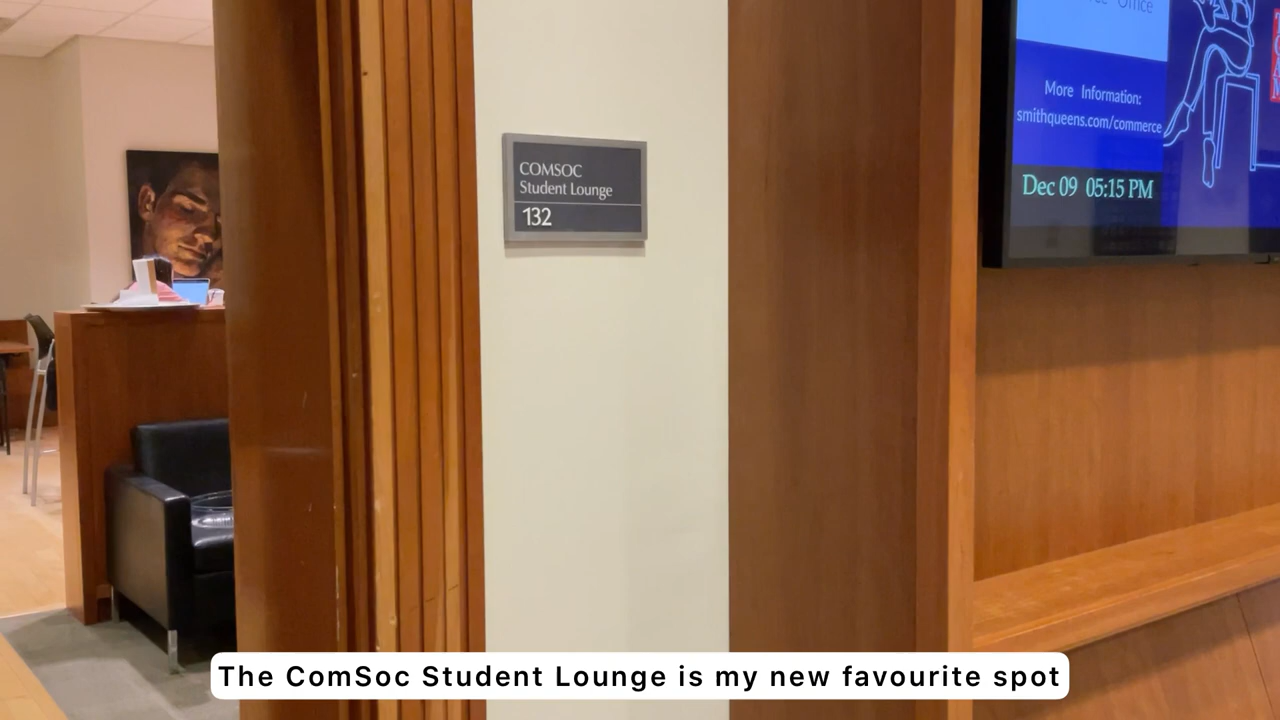 COMSOC
Student Lounge
132
Office
More Information:
smithqueens.com/commerce
Dec 09 05:15 PM
The ComSoc Student Lounge is my new favourite spot